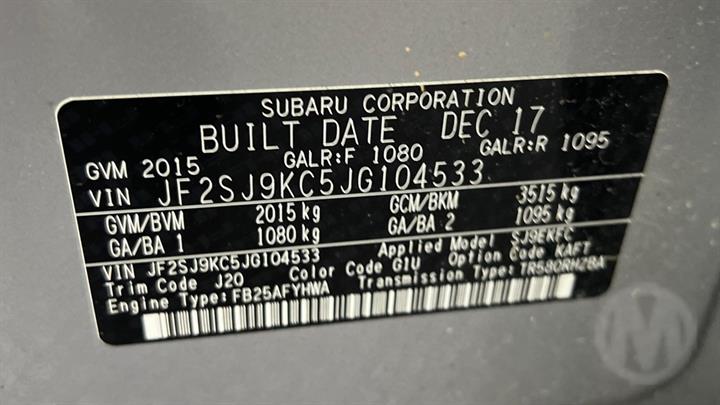 SUBARU CORPORATION
BUILT DATE DEC 17
GVM 2015 GALR:F 1080 GALR:R 1095
VIN JF2SJ9KC5JG104533
GVM/BVM 2015 kg GCM/BKM 3515 kg
GA/BA 1 1080 kg GA/BA 2 1095 kg
VIN JF2SJ9KC5JG104533 Applied Model SJ9EKFC
Trim Code J20 Color Code G1U Option Code KAFT
Engine Type:FB25AFYHWA Transmission Type:TR580RHZBA
M